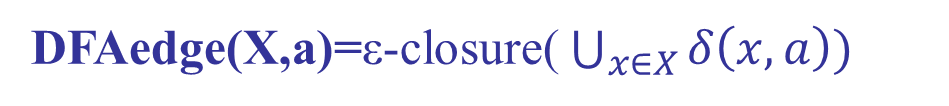 DFAedge(X,a)=ε-closure( ⋃ₓ∈X 𝛿(𝑥, 𝑎))